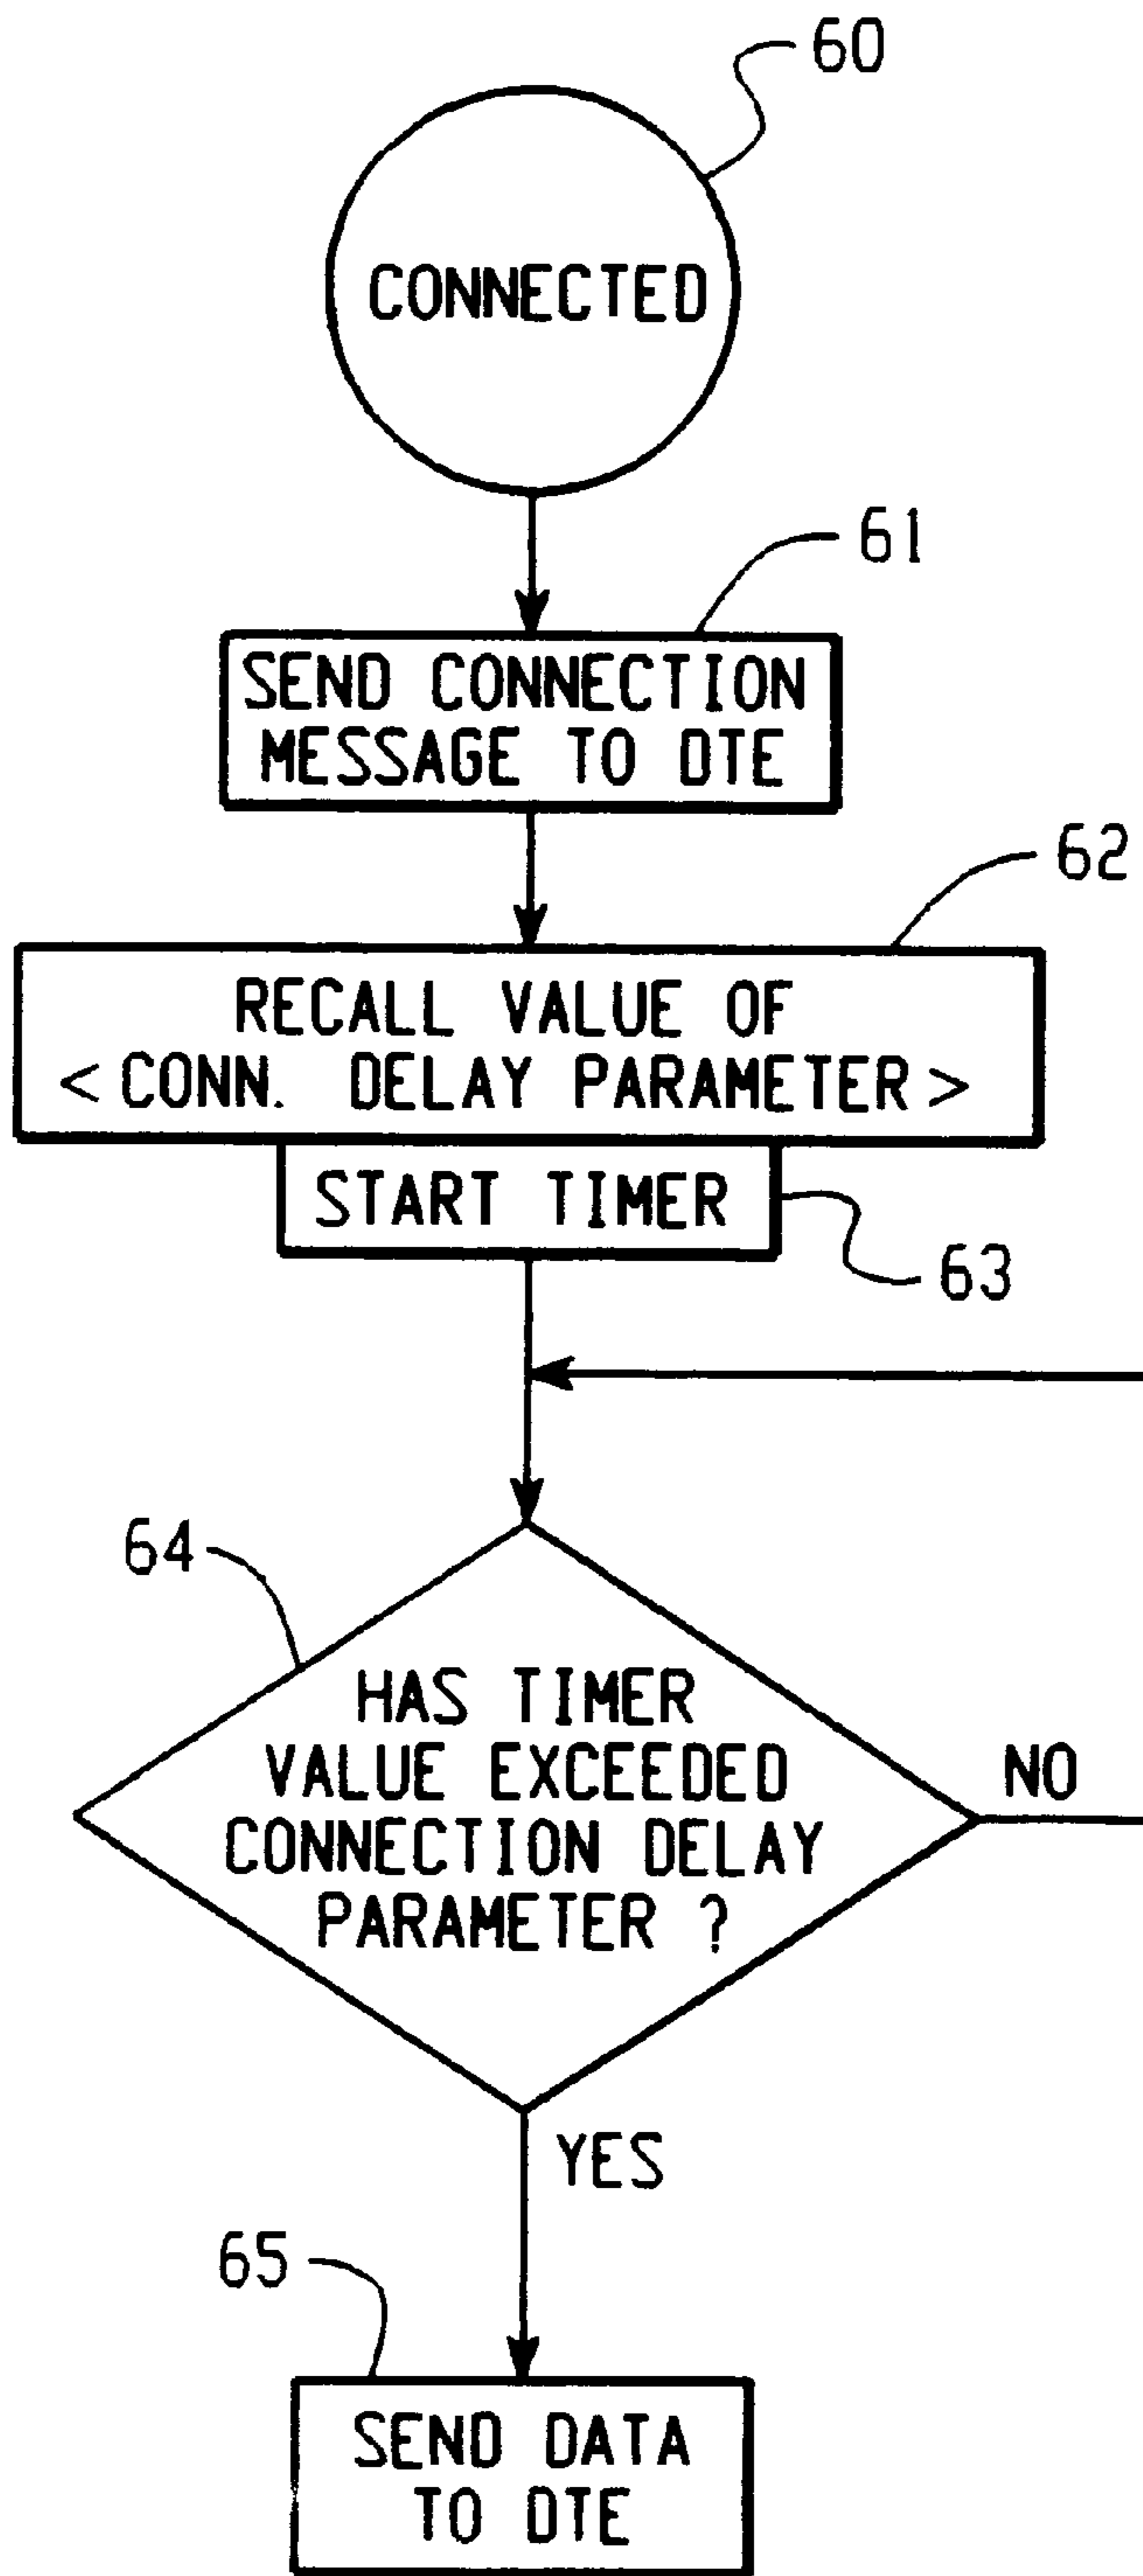 60
CONNECTED
61
SEND CONNECTION
MESSAGE TO DTE
62
RECALL VALUE OF
< CONN. DELAY PARAMETER >
START TIMER
63
64
HAS TIMER
VALUE EXCEEDED
CONNECTION DELAY
PARAMETER ?
NO
YES
65
SEND DATA
TO DTE